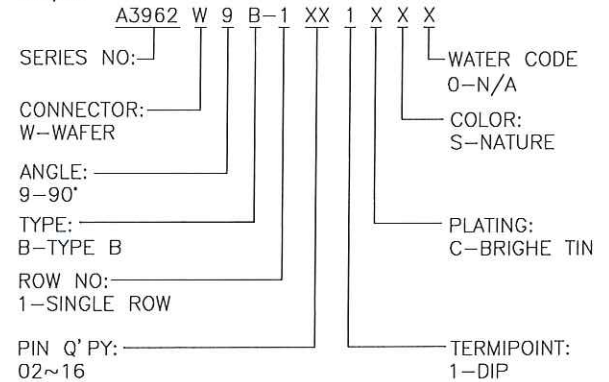 A3962 W 9 B-1 XX 1 X X X
SERIES NO:
WATER CODE
0-N/A
CONNECTOR:
W-WAFER
COLOR:
S-NATURE
ANGLE:
9-90°
TYPE:
B-TYPE B
PLATING:
C-BRIGHE TIN
ROW NO:
1-SINGLE ROW
PIN Q'PY:
02~16
TERMIPOINT:
1-DIP